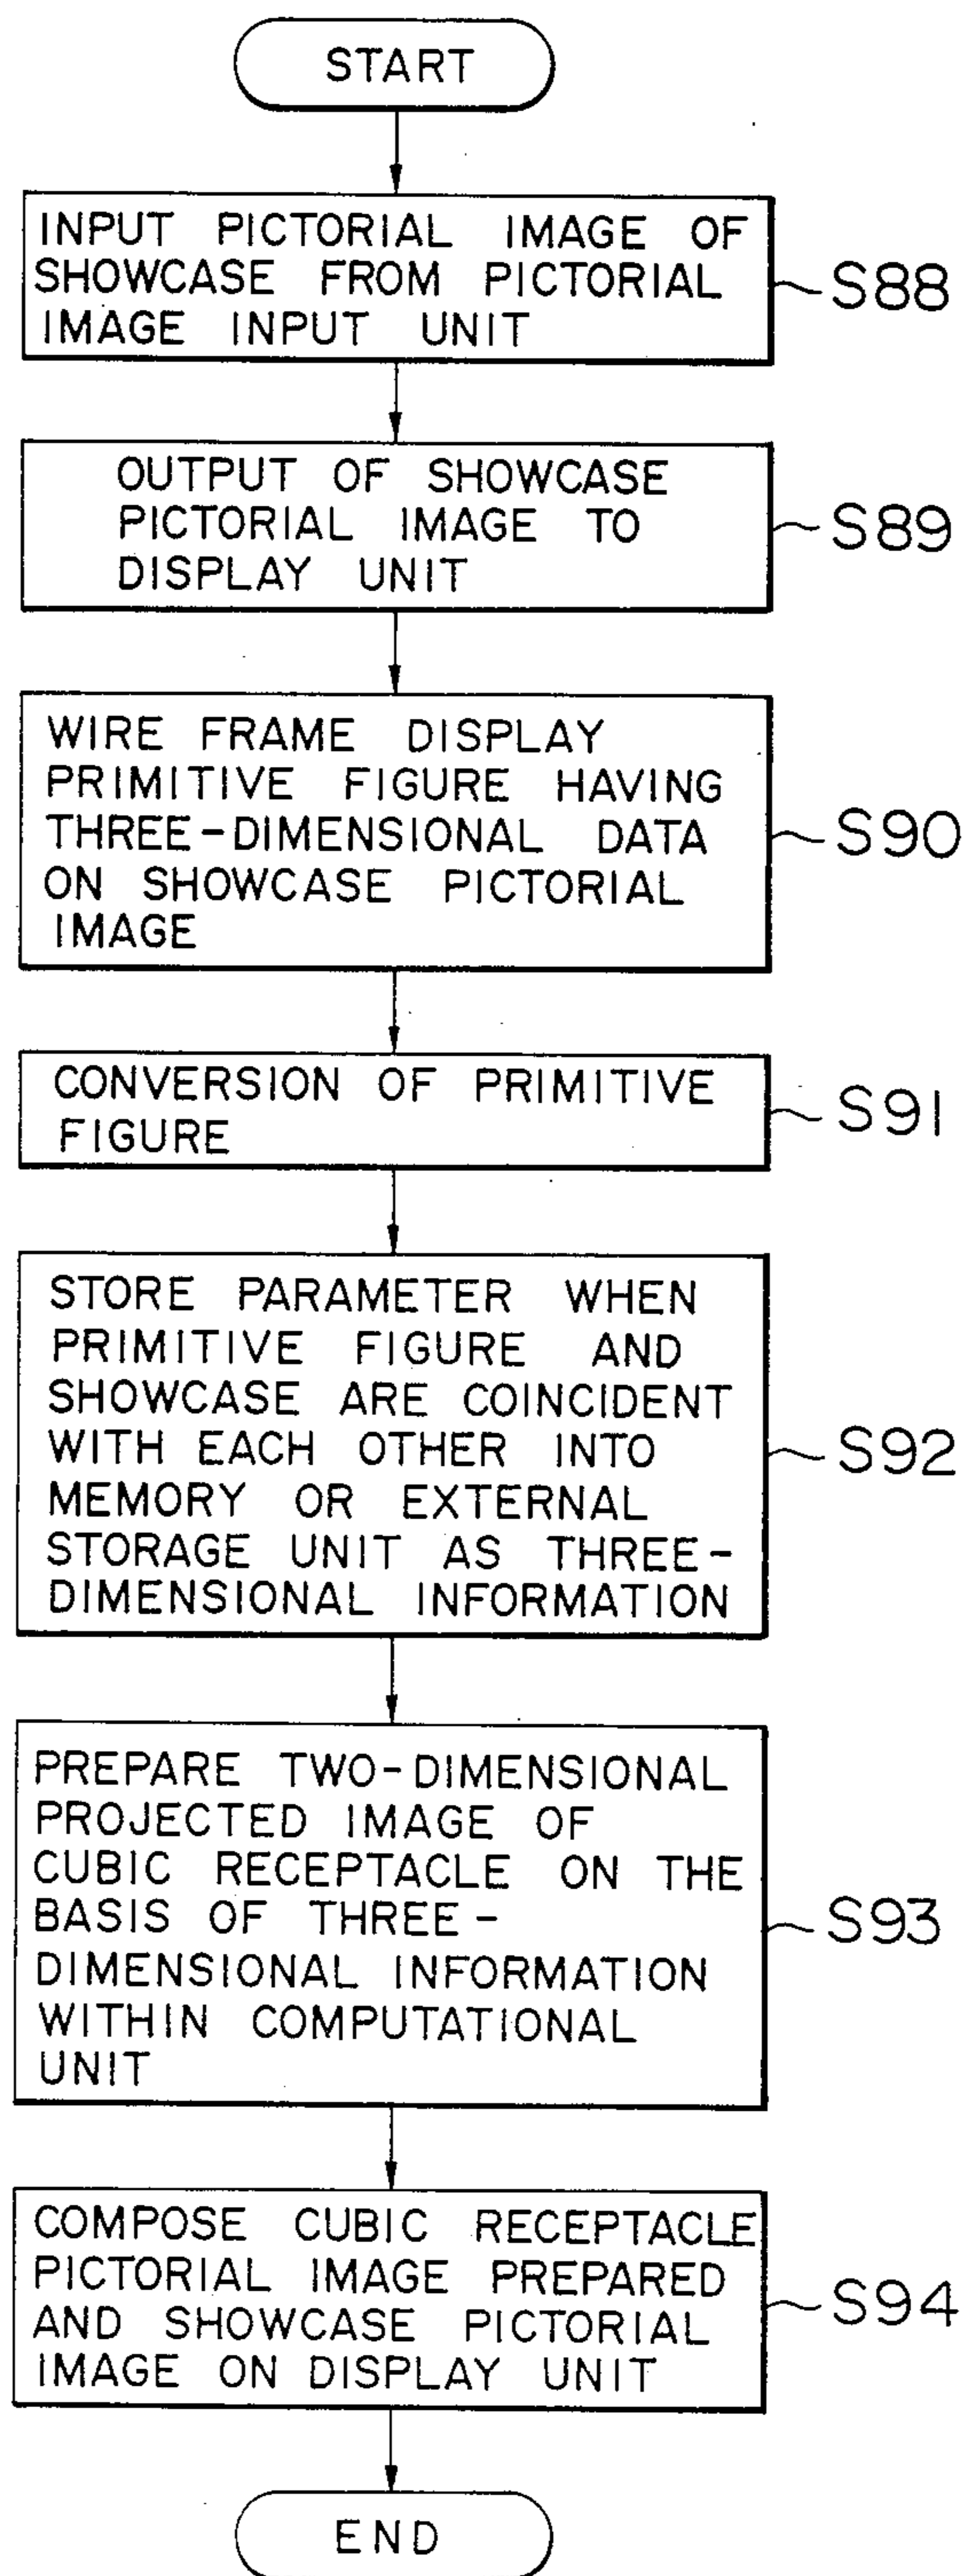 START
INPUT PICTORIAL IMAGE OF
SHOWCASE FROM PICTORIAL
IMAGE INPUT UNIT
S88
OUTPUT OF SHOWCASE
PICTORIAL IMAGE TO
DISPLAY UNIT
S89
WIRE FRAME DISPLAY
PRIMITIVE FIGURE HAVING
THREE-DIMENSIONAL DATA
ON SHOWCASE PICTORIAL
IMAGE
S90
CONVERSION OF PRIMITIVE
FIGURE
S91
STORE PARAMETER WHEN
PRIMITIVE FIGURE AND
SHOWCASE ARE COINCIDENT
WITH EACH OTHER INTO
MEMORY OR EXTERNAL
STORAGE UNIT AS THREE-
DIMENSIONAL INFORMATION
S92
PREPARE TWO-DIMENSIONAL
PROJECTED IMAGE OF
CUBIC RECEPTACLE ON THE
BASIS OF THREE-
DIMENSIONAL INFORMATION
WITHIN COMPUTATIONAL
UNIT
S93
COMPOSE CUBIC RECEPTACLE
PICTORIAL IMAGE PREPARED
AND SHOWCASE PICTORIAL
IMAGE ON DISPLAY UNIT
S94
END